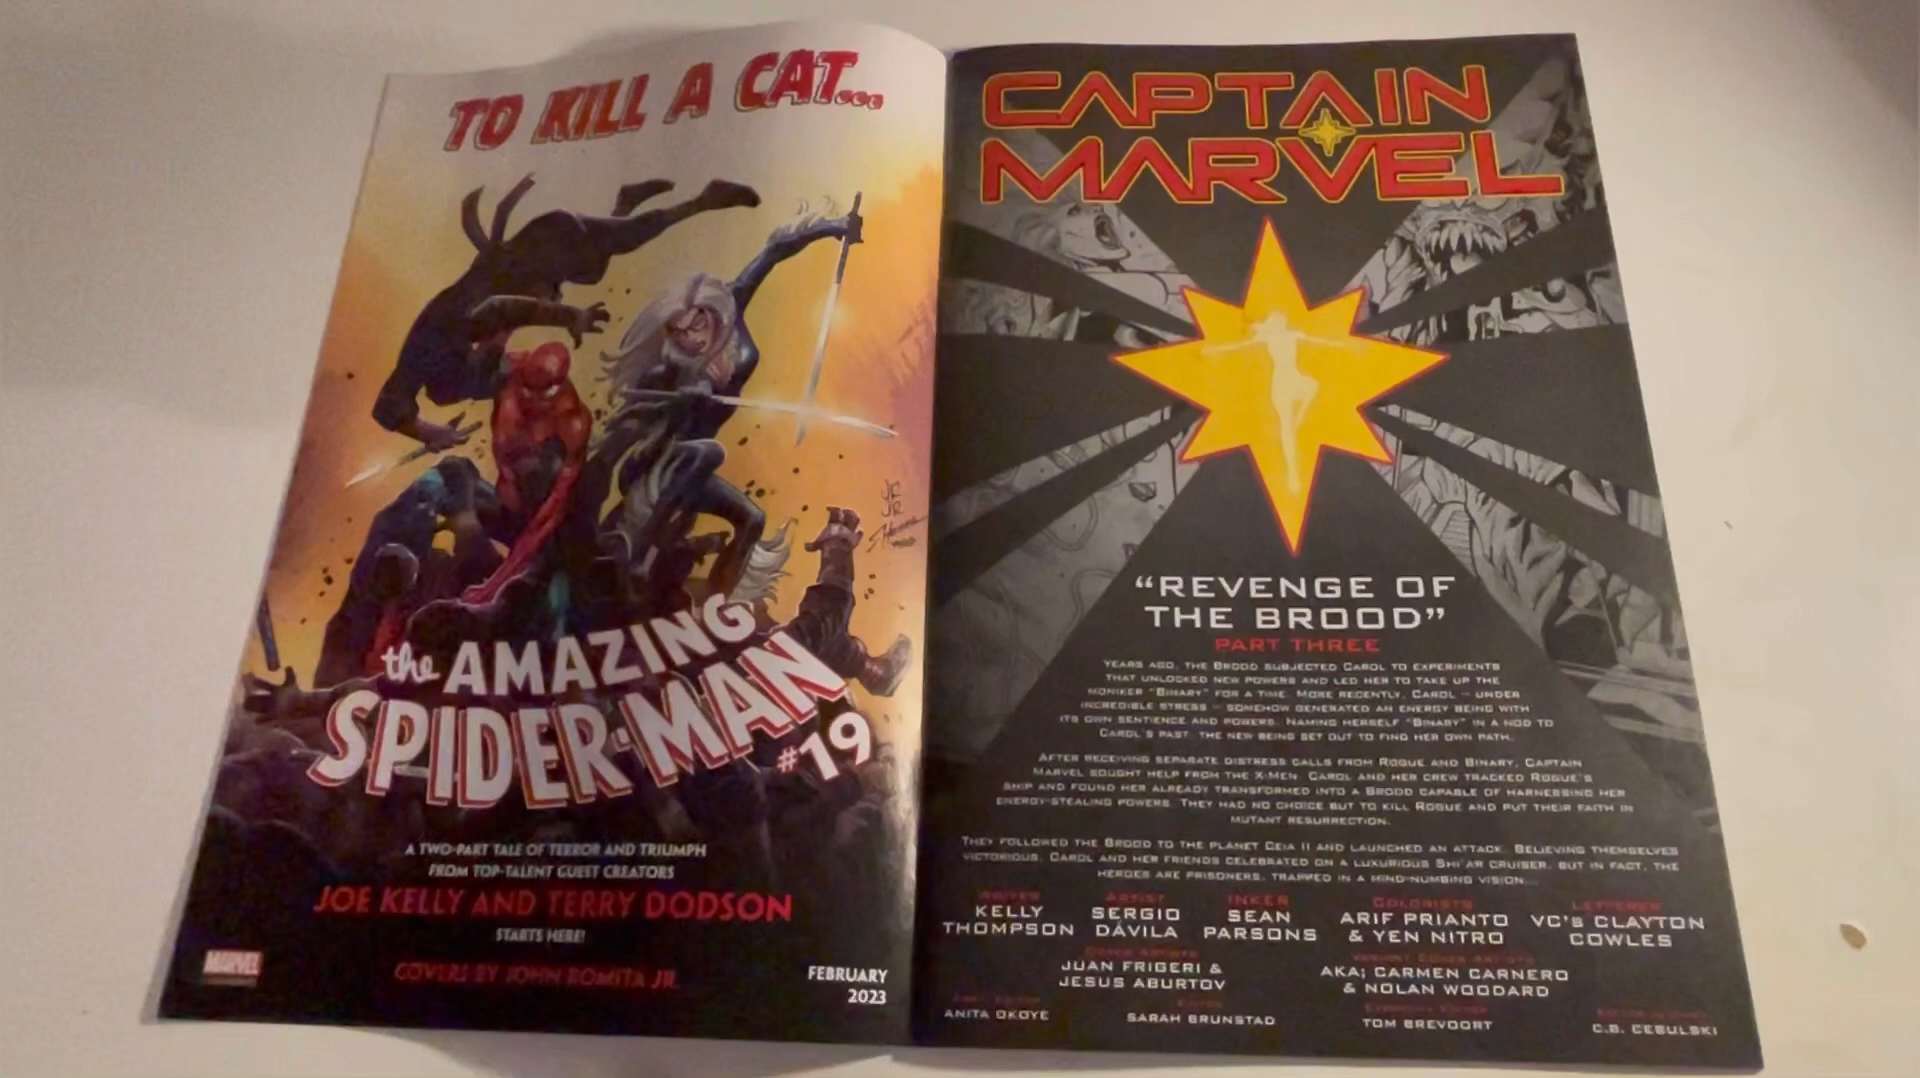 TO KILL A CAT...
JR
JR
the AMAZING
SPIDER-MAN
#19
A TWO-PART TALE OF TERROR AND TRIUMPH
FROM TOP-TALENT GUEST CREATORS
JOE KELLY AND TERRY DODSON
STARTS HERE!
COVERS BY JOHN ROMITA JR.
MARVEL
FEBRUARY
2023
CAPTAIN
MARVEL
“REVENGE OF
THE BROOD”
PART THREE
YEARS AGO, THE BROOD SUBJECTED CAROL TO EXPERIMENTS
THAT UNLOCKED NEW POWERS AND LED HER TO TAKE UP THE
MONIKER “BINARY” FOR A TIME. MORE RECENTLY, CAROL – UNDER
INCREDIBLE STRESS – SOMEHOW GENERATED AN ENERGY BEING WITH
ITS OWN SENTIENCE AND POWERS. NAMING HERSELF “BINARY” IN A NOD TO
CAROL’S PAST, THE NEW BEING SET OUT TO FIND HER OWN PATH.
AFTER RECEIVING SEPARATE DISTRESS CALLS FROM ROGUE AND BINARY, CAPTAIN
MARVEL SOUGHT HELP FROM THE X-MEN. CAROL AND HER CREW TRACKED ROGUE’S
SHIP AND FOUND HER ALREADY TRANSFORMED INTO A BROOD CAPABLE OF HARNESSING HER
ENERGY-STEALING POWERS. THEY HAD NO CHOICE BUT TO KILL ROGUE AND PUT THEIR FAITH IN
MUTANT RESURRECTION.
THEY FOLLOWED THE BROOD TO THE PLANET CEIA II AND LAUNCHED AN ATTACK. BELIEVING THEMSELVES
VICTORIOUS, CAROL AND HER FRIENDS CELEBRATED ON A LUXURIOUS SHI’AR CRUISER. BUT IN FACT, THE
HEROES ARE PRISONERS, TRAPPED IN A MIND-NUMBING VISION...
WRITER ARTIST INKER COLORISTS LETTERER
KELLY THOMPSON
SERGIO DÁVILA
SEAN PARSONS
ARIF PRIANTO & YEN NITRO
VC’s CLAYTON COWLES
COVER ARTISTS
JUAN FRIGERI &
JESUS ABURTOV
VARIANT COVER ARTISTS
AKA; CARMEN CARNERO
& NOLAN WOODARD
ANITA OKOYE
EDITOR
SARAH BRUNSTAD
EXECUTIVE EDITOR
TOM BREVOORT
EDITOR IN CHIEF
C.B. CEBULSKI